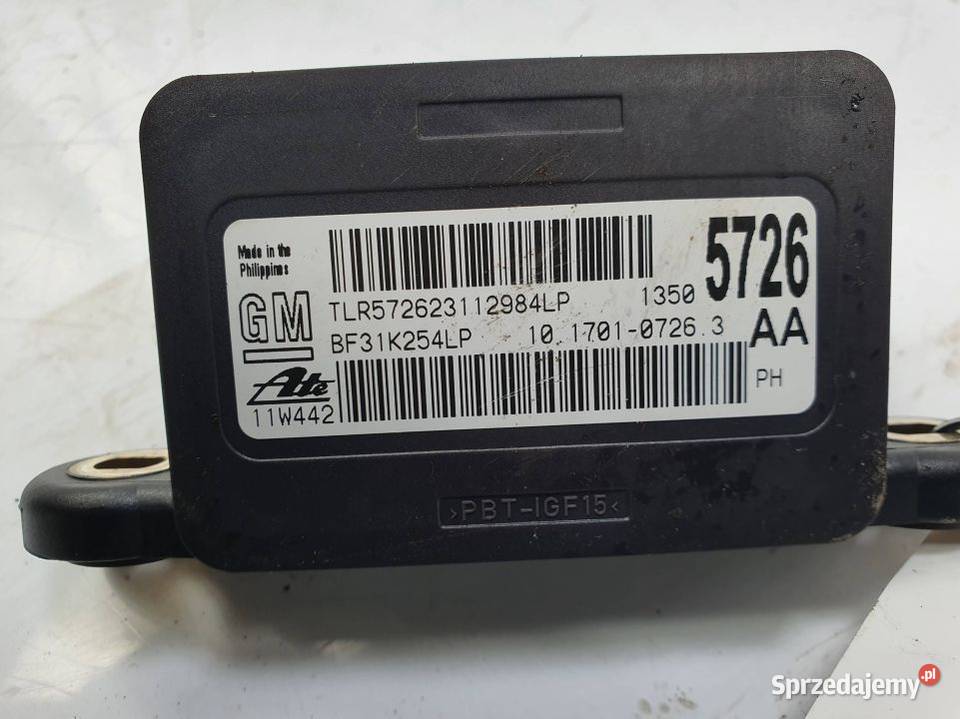 Made in the
Philippines
GM
TLR572623112984LP 1350
5726
BF31K254LP 10.1701-0726.3
AA
Ate
11W442
PH
>PBT-IGF15<
Sprzedajemy.pl